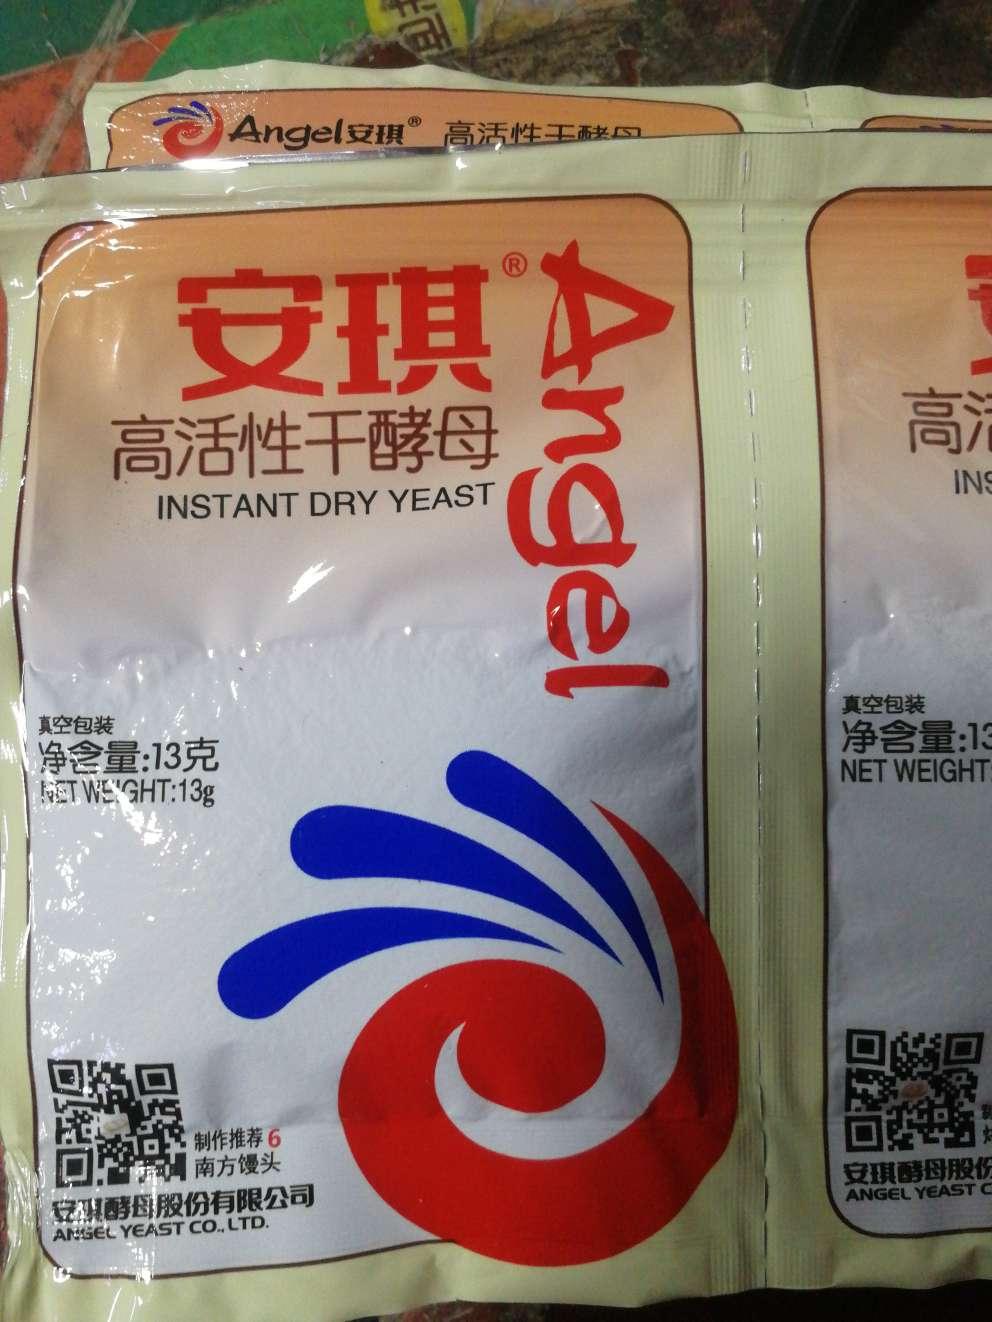 Angel安琪® 高活性干酵母
安琪®
Angel
高活性干酵母
INSTANT DRY YEAST
真空包装
净含量:13克
NET WEIGHT:13g
制作推荐6
南方馒头
安琪酵母股份有限公司
ANGEL YEAST CO.,LTD.
高活
真空包装
净含量:13
NET WEIGHT:
安琪酵母股份
ANGEL YEAST C